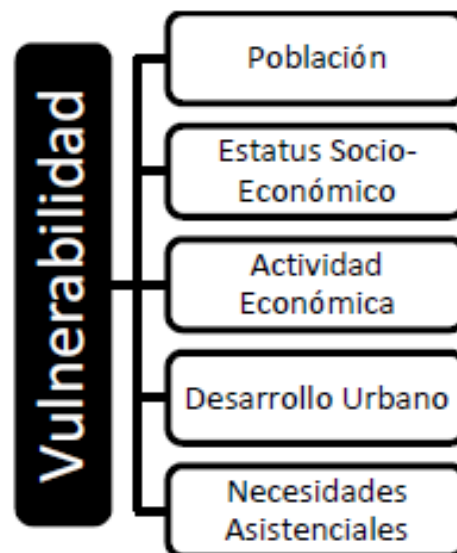 Vulnerabilidad
Población
Estatus Socio-
Económico
Actividad
Económica
Desarrollo Urbano
Necesidades
Asistenciales